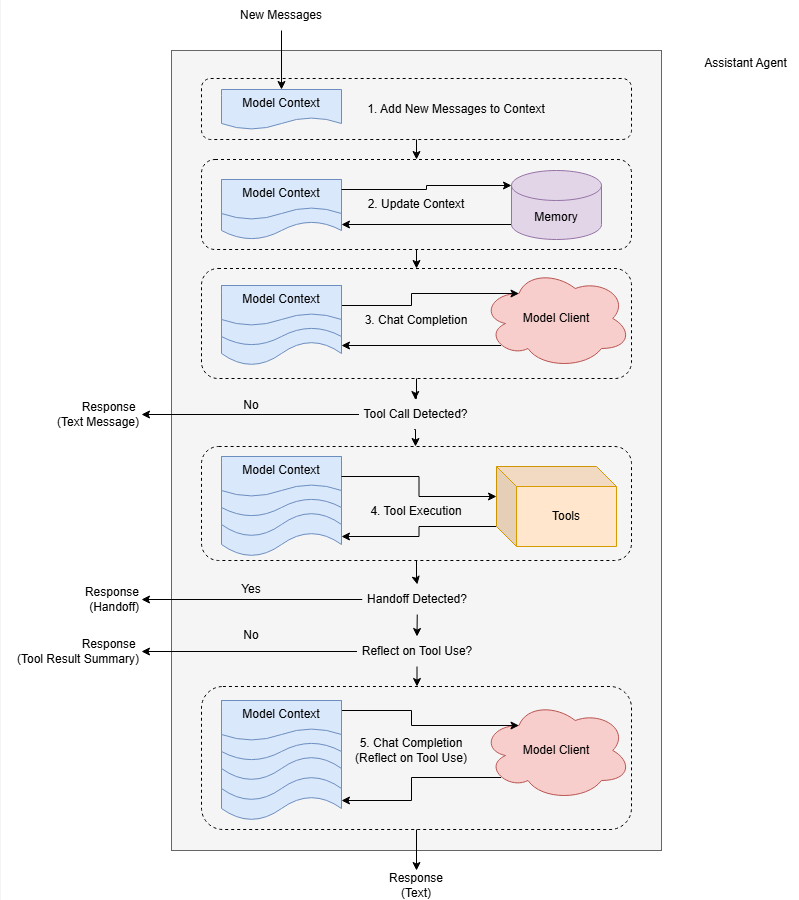 New Messages
Assistant Agent
Model Context
1. Add New Messages to Context
Model Context
2. Update Context
Memory
Model Context
3. Chat Completion
Model Client
Response
(Text Message)
No
Tool Call Detected?
Model Context
4. Tool Execution
Tools
Response
(Handoff)
Yes
Handoff Detected?
Response
(Tool Result Summary)
No
Reflect on Tool Use?
Model Context
5. Chat Completion
(Reflect on Tool Use)
Model Client
Response
(Text)